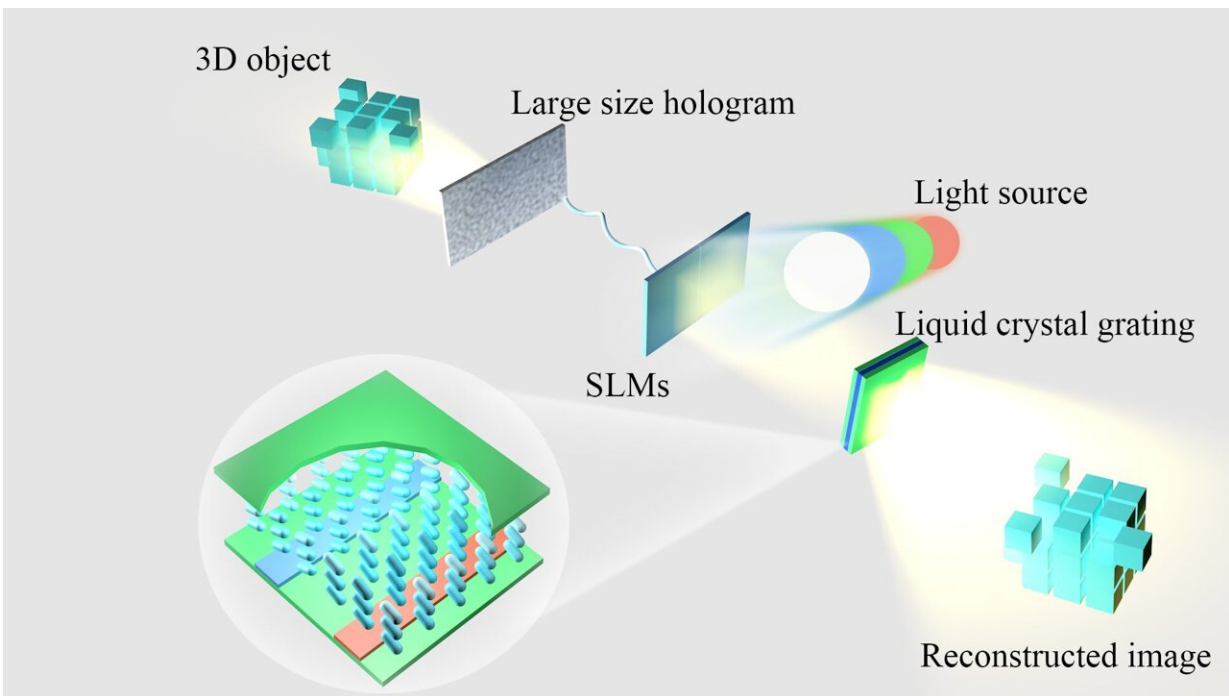 3D object
Large size hologram
Light source
Liquid crystal grating
SLMs
Reconstructed image